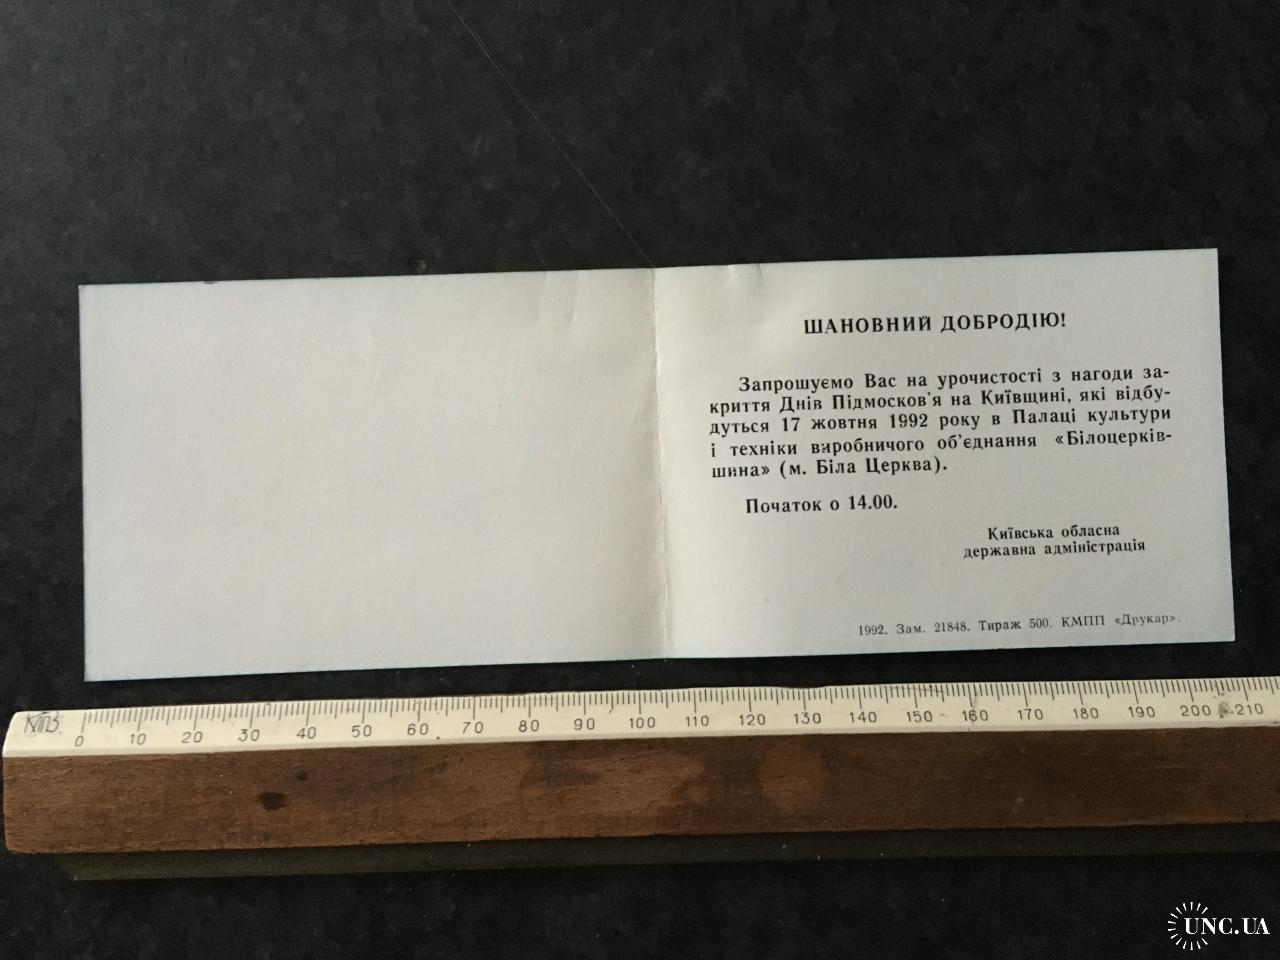 ШАНОВНИЙ ДОБРОДІЮ!
Запрошуємо Вас на урочистості з нагоди за-
криття Днів Підмосков'я на Київщині, які відбу-
дуться 17 жовтня 1992 року в Палаці культури
і техніки виробничого об'єднання «Білоцерків-
шина» (м. Біла Церква).
Початок о 14.00.
Київська обласна
державна адміністрація
1992. Зам. 21848. Тираж 500. КМПП «Друкар».
0 10 20 30 40 50 60 70 80 90 100 110 120 130 140 150 160 170 180 190 200 210
UNC.UA